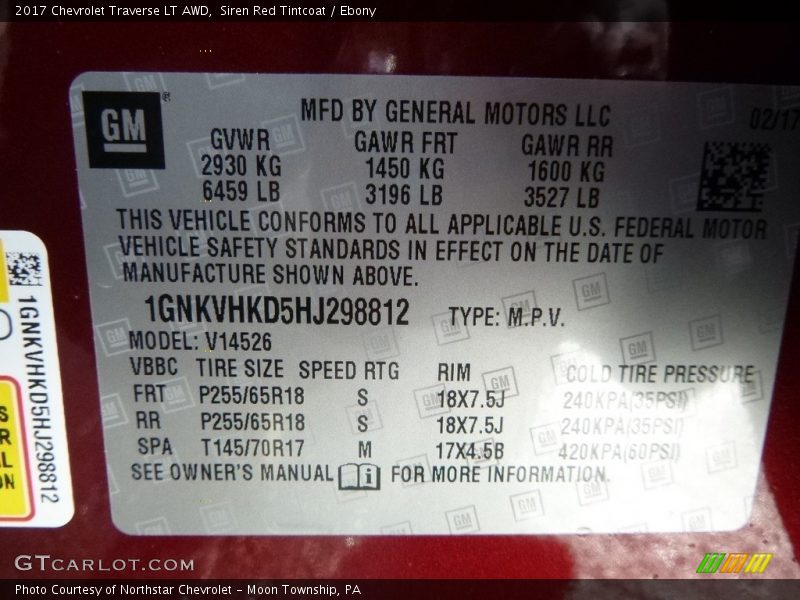 2017 Chevrolet Traverse LT AWD, Siren Red Tintcoat / Ebony
GM
MFD BY GENERAL MOTORS LLC
02/17
GVWR GAWR FRT GAWR RR
2930 KG 1450 KG 1600 KG
6459 LB 3196 LB 3527 LB
THIS VEHICLE CONFORMS TO ALL APPLICABLE U.S. FEDERAL MOTOR
VEHICLE SAFETY STANDARDS IN EFFECT ON THE DATE OF
MANUFACTURE SHOWN ABOVE.
1GNKVHKD5HJ298812 TYPE: M.P.V.
MODEL: V14526
VBBC TIRE SIZE SPEED RTG RIM COLD TIRE PRESSURE
FRT P255/65R18 S 18X7.5J 240KPA(35PSI)
RR P255/65R18 S 18X7.5J 240KPA(35PSI)
SPA T145/70R17 M 17X4.5B 420KPA(60PSI)
SEE OWNER'S MANUAL FOR MORE INFORMATION.
1GNKVHKD5HJ298812
GTCARLOT.COM
Photo Courtesy of Northstar Chevrolet - Moon Township, PA